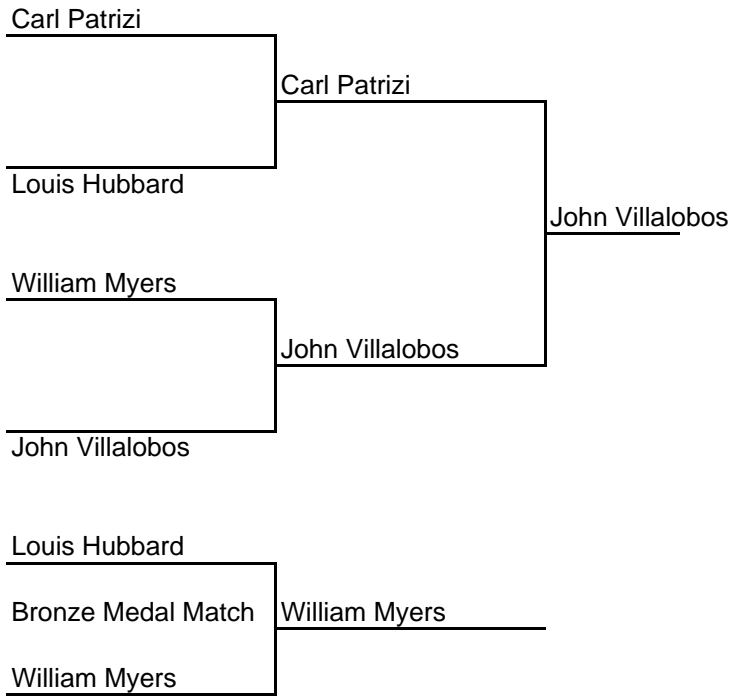 Carl Patrizi
Carl Patrizi
Louis Hubbard
John Villalobos
William Myers
John Villalobos
John Villalobos
Louis Hubbard
Bronze Medal Match
William Myers
William Myers